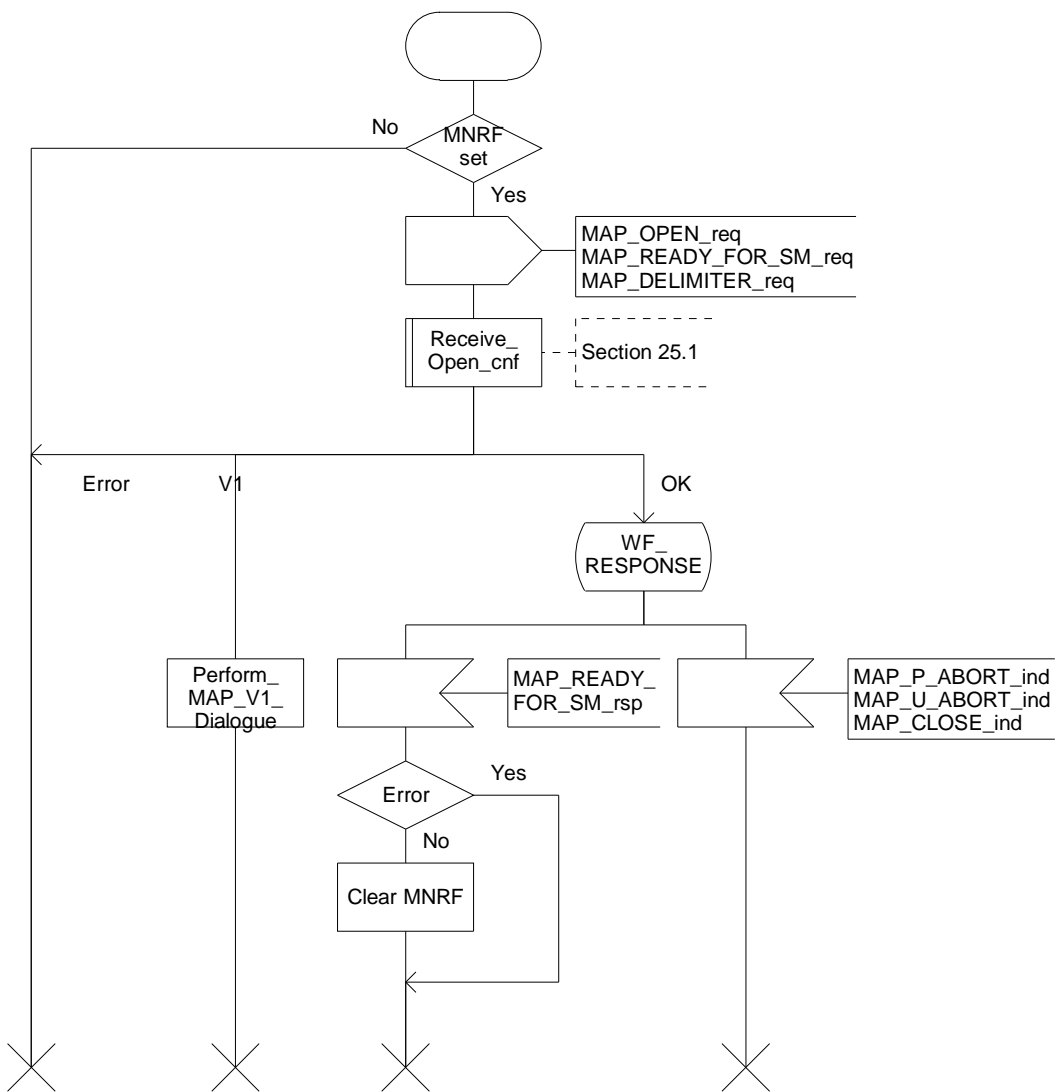 No
MNRF
set
Yes
MAP_OPEN_req
MAP_READY_FOR_SM_req
MAP_DELIMITER_req
Receive_
Open_cnf
Section 25.1
Error
V1
OK
WF_
RESPONSE
Perform_
MAP_V1_
Dialogue
MAP_READY_
FOR_SM_rsp
MAP_P_ABORT_ind
MAP_U_ABORT_ind
MAP_CLOSE_ind
Yes
Error
No
Clear MNRF